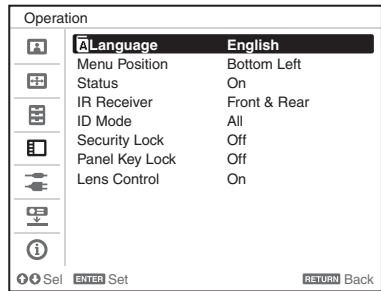 Operation
A Language English
Menu Position Bottom Left
Status On
IR Receiver Front & Rear
ID Mode All
Security Lock Off
Panel Key Lock Off
Lens Control On
Sel ENTER Set RETURN Back